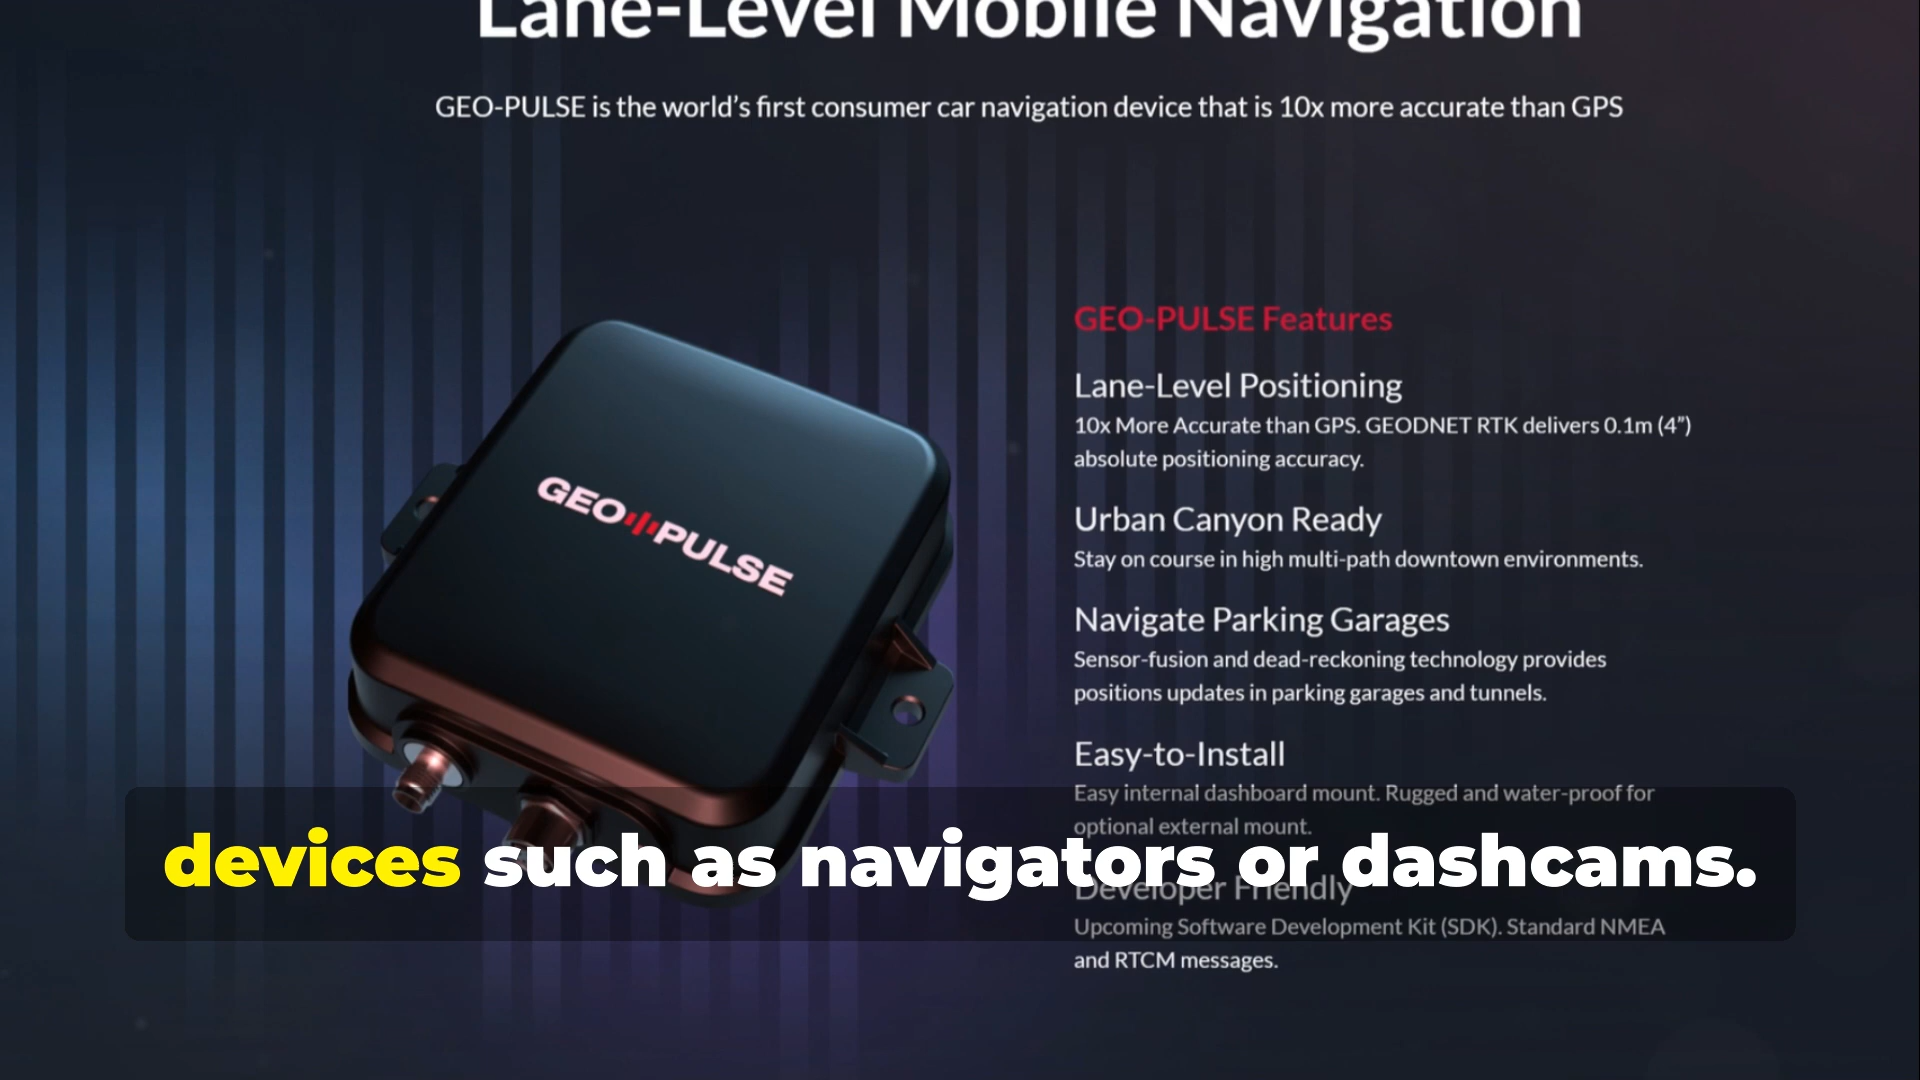 Lane-Level Mobile Navigation
GEO-PULSE is the world’s first consumer car navigation device that is 10x more accurate than GPS
GEO PULSE
GEO-PULSE Features
Lane-Level Positioning
10x More Accurate than GPS. GEODNET RTK delivers 0.1m (4”)
absolute positioning accuracy.
Urban Canyon Ready
Stay on course in high multi-path downtown environments.
Navigate Parking Garages
Sensor-fusion and dead-reckoning technology provides
positions updates in parking garages and tunnels.
Easy-to-Install
Easy internal dashboard mount. Rugged and water-proof for
optional external mount.
devices such as navigators or dashcams.
Developer Friendly
Upcoming Software Development Kit (SDK). Standard NMEA
and RTCM messages.